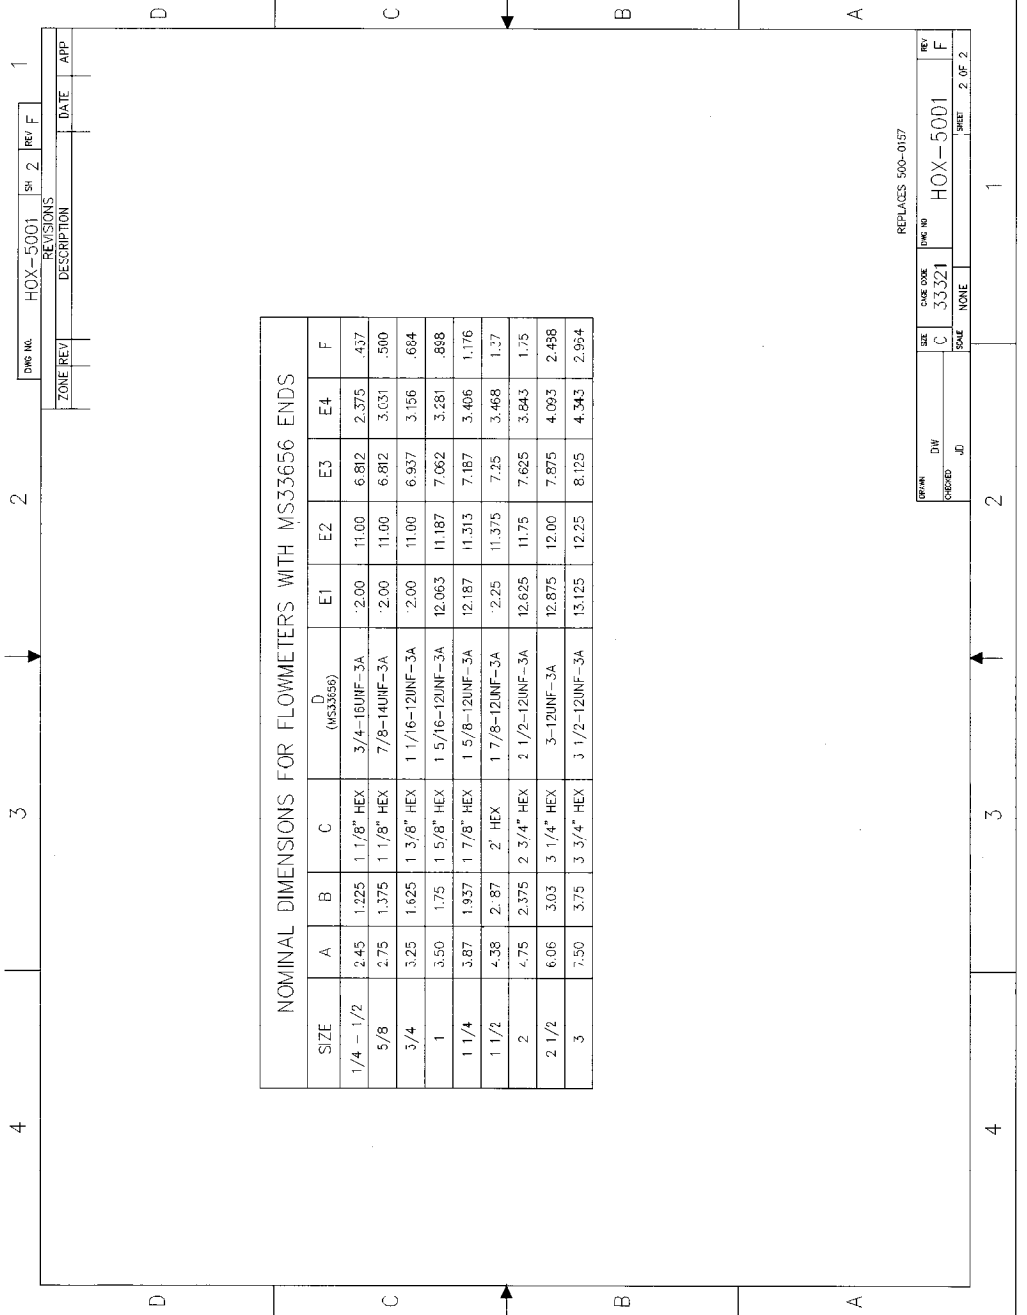 4 3 2 1
DWG NO. HOX-5001 SH 2 REV F
REVISIONS
ZONE REV DESCRIPTION DATE APP
D
C
B
A
NOMINAL DIMENSIONS FOR FLOWMETERS WITH MS33656 ENDS
SIZE A B C D (MS33656) E1 E2 E3 E4 F
1/4 - 1/2 2.45 1.225 1 1/8" HEX 3/4-16UNF-3A 2.00 11.00 6.812 2.375 .437
5/8 2.75 1.375 1 1/8" HEX 7/8-14UNF-3A 2.00 11.00 6.812 3.031 .500
3/4 3.25 1.625 1 3/8" HEX 1 1/16-12UNF-3A 2.00 11.00 6.937 3.156 .684
1 3.50 1.75 1 5/8" HEX 1 5/16-12UNF-3A 12.063 11.187 7.062 3.281 .898
1 1/4 3.87 1.937 1 7/8" HEX 1 5/8-12UNF-3A 12.187 11.313 7.187 3.406 1.176
1 1/2 4.38 2.187 2" HEX 1 7/8-12UNF-3A 2.25 11.375 7.25 3.468 1.37
2 4.75 2.375 2 3/4" HEX 2 1/2-12UNF-3A 12.625 11.75 7.625 3.843 1.75
2 1/2 6.06 3.03 3 1/4" HEX 3-12UNF-3A 12.875 12.00 7.875 4.093 2.438
3 7.50 3.75 3 3/4" HEX 3 1/2-12UNF-3A 13.125 12.25 8.125 4.343 2.964
REPLACES 500-0157
DRAWN DW
CHECKED JD
SIZE C
CAGE CODE 33321
DWG NO HOX-5001
REV F
SCALE NONE
SHEET 2 OF 2
D
C
B
A
4 3 2 1